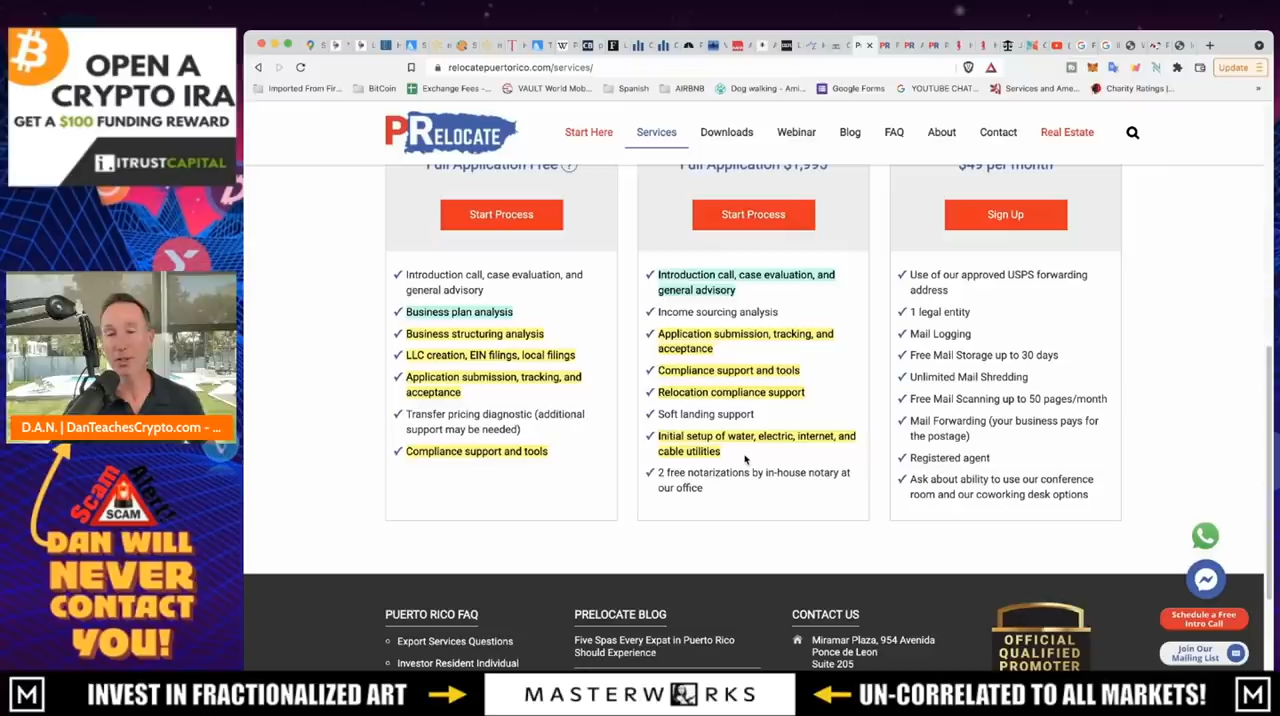 OPEN A
CRYPTO IRA
GET A $100 FUNDING REWARD
ITRUSTCAPITAL
D.A.N. | DanTeachesCrypto.com - ...
Scam Alert!
SCAM
DAN WILL
NEVER
CONTACT
YOU!
relocatepuertorico.com/services/
Update
Imported From Fir...
BitCoin
Exchange Fees -...
VAULT World Mob...
Spanish
AIRBNB
Dog walking - Ami...
Google Forms
YOUTUBE CHAT...
Services and Ame...
Charity Ratings |...
PRELOCATE
Start Here
Services
Downloads
Webinar
Blog
FAQ
About
Contact
Real Estate
Full Application Free
Start Process
Introduction call, case evaluation, and
general advisory
Business plan analysis
Business structuring analysis
LLC creation, EIN filings, local filings
Application submission, tracking, and
acceptance
Transfer pricing diagnostic (additional
support may be needed)
Compliance support and tools
Full Application $1,995
Start Process
Introduction call, case evaluation, and
general advisory
Income sourcing analysis
Application submission, tracking, and
acceptance
Compliance support and tools
Relocation compliance support
Soft landing support
Initial setup of water, electric, internet, and
cable utilities
2 free notarizations by in-house notary at
our office
$49 per month
Sign Up
Use of our approved USPS forwarding
address
1 legal entity
Mail Logging
Free Mail Storage up to 30 days
Unlimited Mail Shredding
Free Mail Scanning up to 50 pages/month
Mail Forwarding (your business pays for
the postage)
Registered agent
Ask about ability to use our conference
room and our coworking desk options
PUERTO RICO FAQ
Export Services Questions
Investor Resident Individual
PRELOCATE BLOG
Five Spas Every Expat in Puerto Rico
Should Experience
CONTACT US
Miramar Plaza, 954 Avenida
Ponce de Leon
Suite 205
OFFICIAL
QUALIFIED
PROMOTER
Schedule a Free
Intro Call
Join Our
Mailing List
M
INVEST IN FRACTIONALIZED ART
MASTERWORKS
UN-CORRELATED TO ALL MARKETS!
M